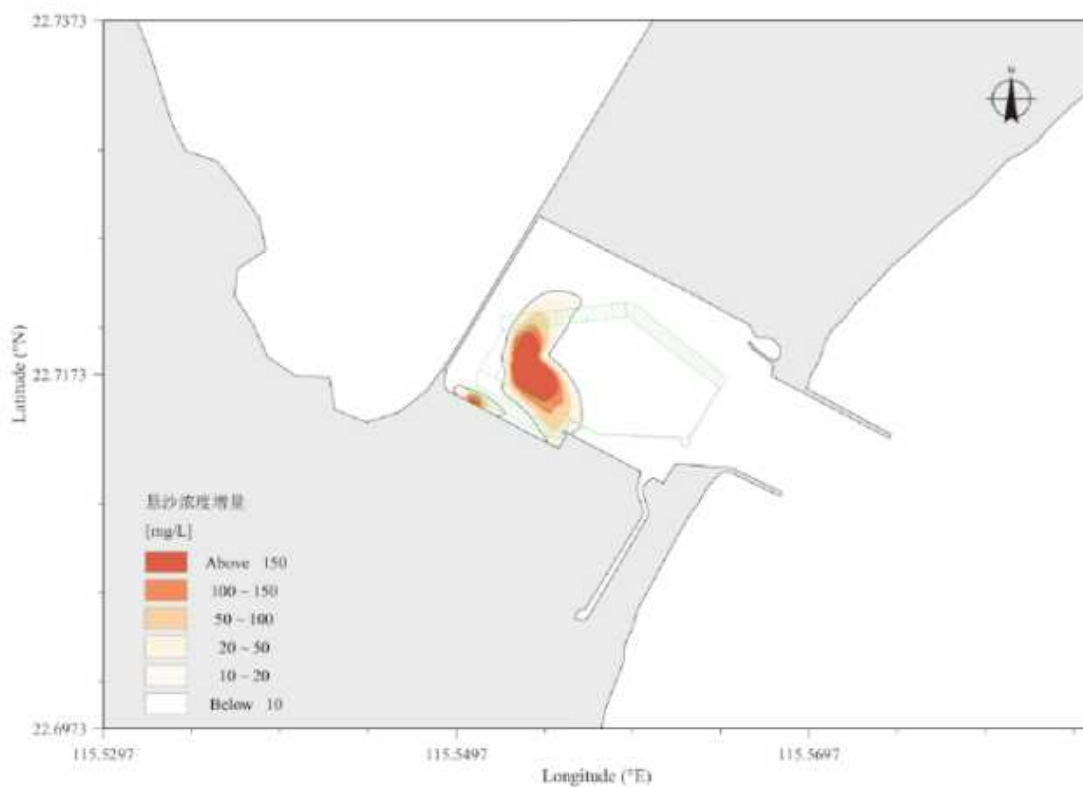 22.7373
N
22.7173
Latitude (°N)
悬沙浓度增量
[mg/L]
Above 150
100 ~ 150
50 ~ 100
20 ~ 50
10 ~ 20
Below 10
22.6973
115.5297
115.5497
115.5697
Longitude (°E)